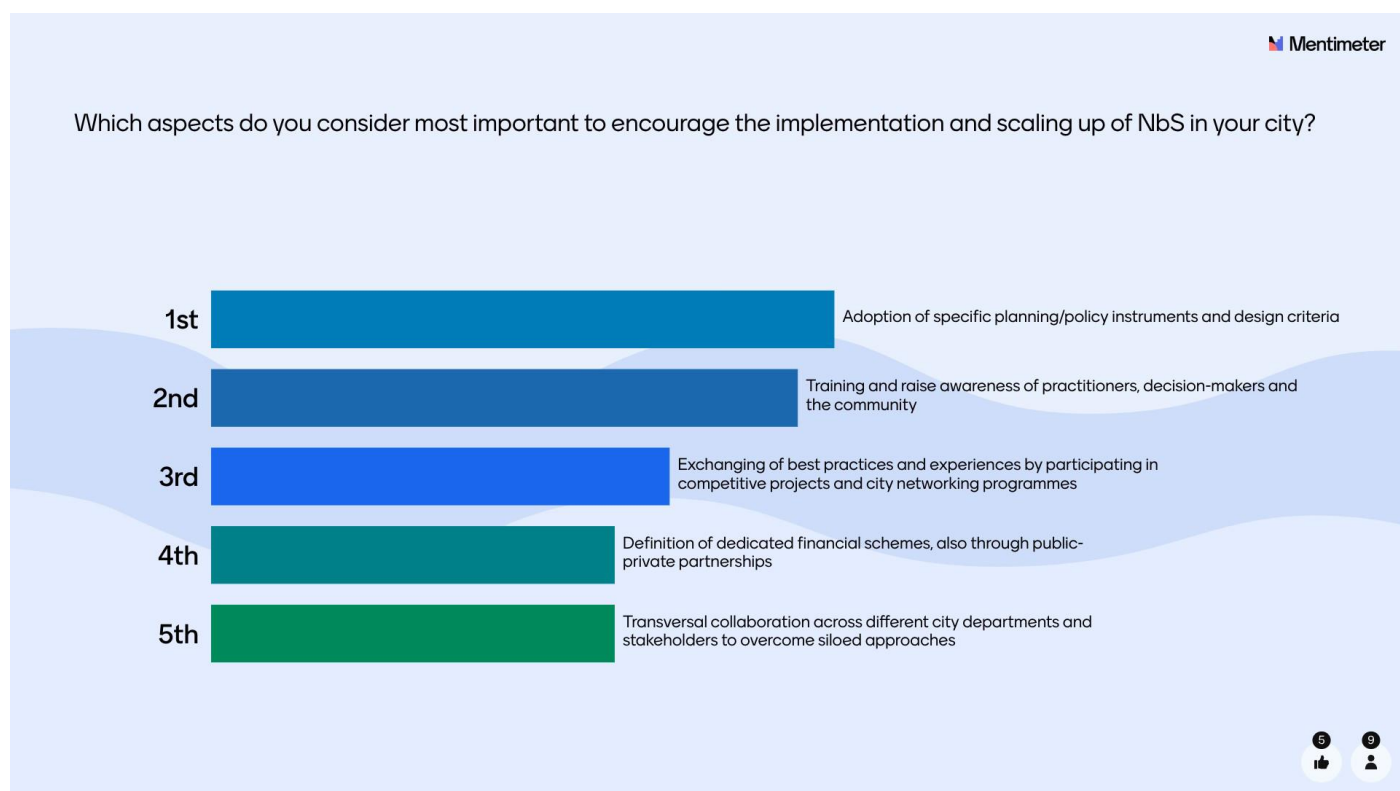 Mentimeter
Which aspects do you consider most important to encourage the implementation and scaling up of NbS in your city?
1st
Adoption of specific planning/policy instruments and design criteria
2nd
Training and raise awareness of practitioners, decision-makers and
the community
3rd
Exchanging of best practices and experiences by participating in
competitive projects and city networking programmes
4th
Definition of dedicated financial schemes, also through public-
private partnerships
5th
Transversal collaboration across different city departments and
stakeholders to overcome siloed approaches
5
9